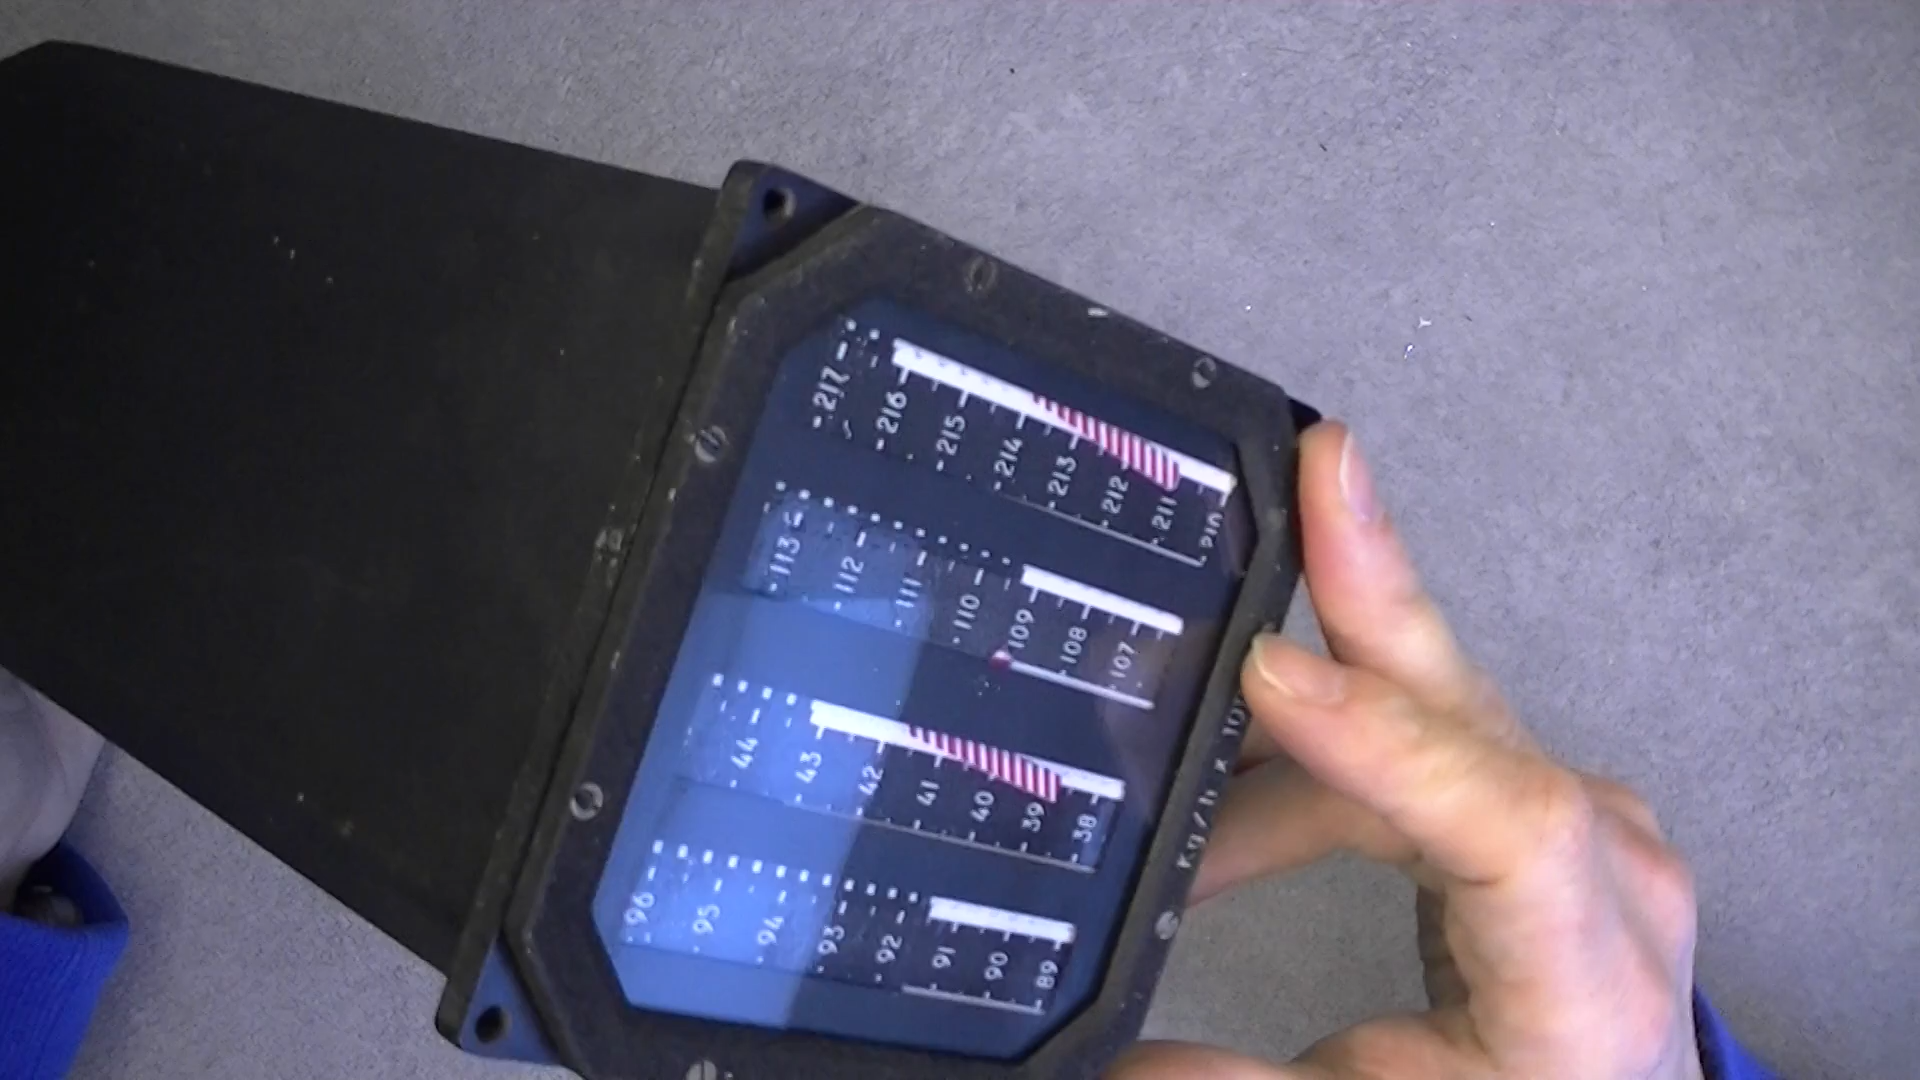 217 216 215 214 213 212 211 210
113 112 111 110 109 108 107
44 43 42 41 40 39 38
96 95 94 93 92 91 90 89
Kg/h x